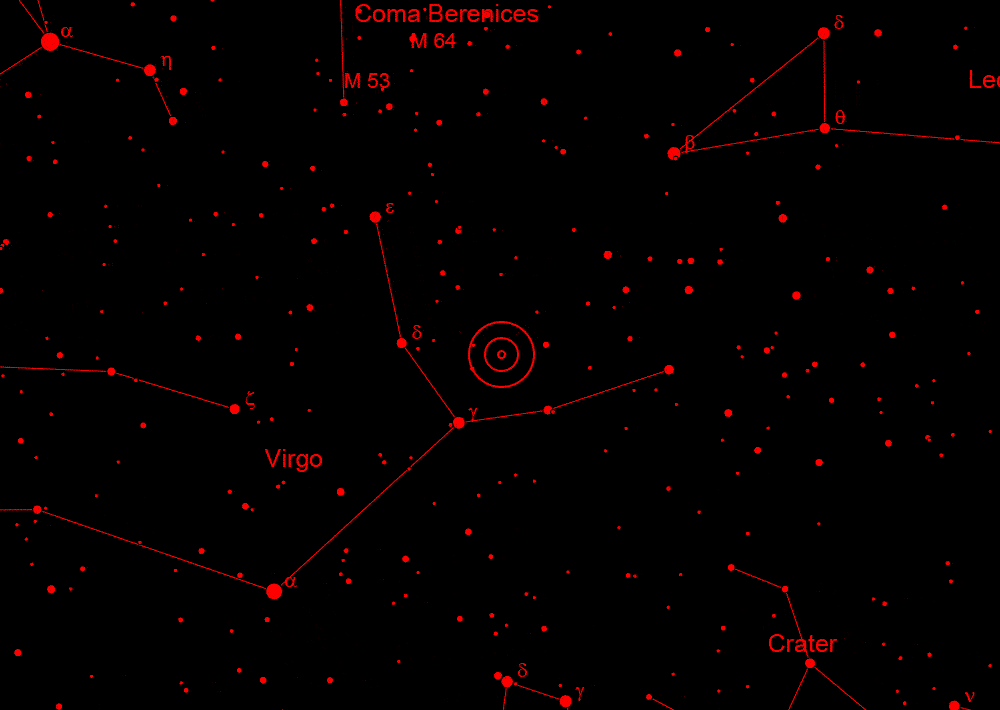 Coma Berenices
α
δ
M 64
η
M 53
Leo
θ
β
ε
δ
ζ
γ
Virgo
α
Crater
δ
γ
ν